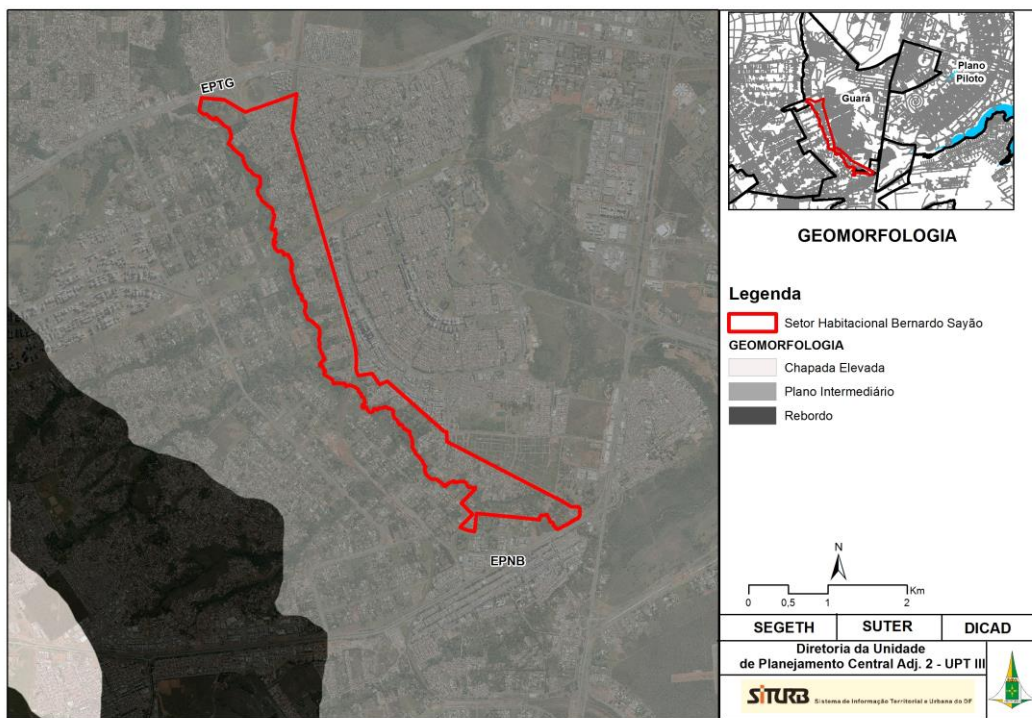 EPTG
EPNB
Plano
Piloto
Guará
GEOMORFOLOGIA
Legenda
Setor Habitacional Bernardo Sayão
GEOMORFOLOGIA
Chapada Elevada
Plano Intermediário
Rebordo
N
Km
0 0,5 1 2
SEGETH SUTER DICAD
Diretoria da Unidade
de Planejamento Central Adj. 2 - UPT III
SITURB Sistema de Informação Territorial e Urbana do DF